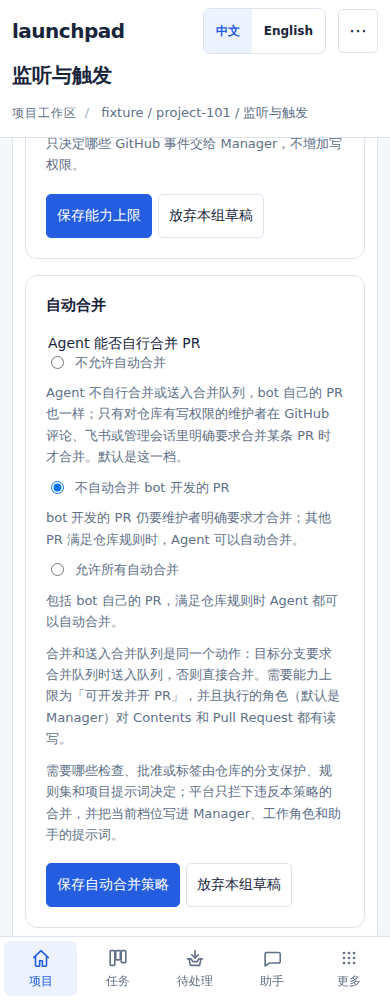 launchpad
中文 English ⋯
监听与触发
项目工作区 / fixture / project-101 / 监听与触发
只决定哪些 GitHub 事件交给 Manager，不增加写
权限。
保存能力上限 放弃本组草稿
自动合并
Agent 能否自行合并 PR
不允许自动合并
Agent 不自行合并或送入合并队列，bot 自己的 PR
也一样；只有对仓库有写权限的维护者在 GitHub
评论、飞书或管理会话里明确要求合并某条 PR 时
才合并。默认是这一档。
不自动合并 bot 开发的 PR
bot 开发的 PR 仍要维护者明确要求才合并；其他
PR 满足仓库规则时，Agent 可以自动合并。
允许所有自动合并
包括 bot 自己的 PR，满足仓库规则时 Agent 都可
以自动合并。
合并和送入合并队列是同一个动作：目标分支要求
合并队列时送入队列，否则直接合并。需要能力上
限为「可开发并开 PR」，并且执行的角色（默认是
Manager）对 Contents 和 Pull Request 都有读
写。
需要哪些检查、批准或标签由仓库的分支保护、规
则集和项目提示词决定；平台只拦下违反本策略的
合并，并把当前档位写进 Manager、工作角色和助
手的提示词。
保存自动合并策略 放弃本组草稿
项目 任务 待处理 助手 更多